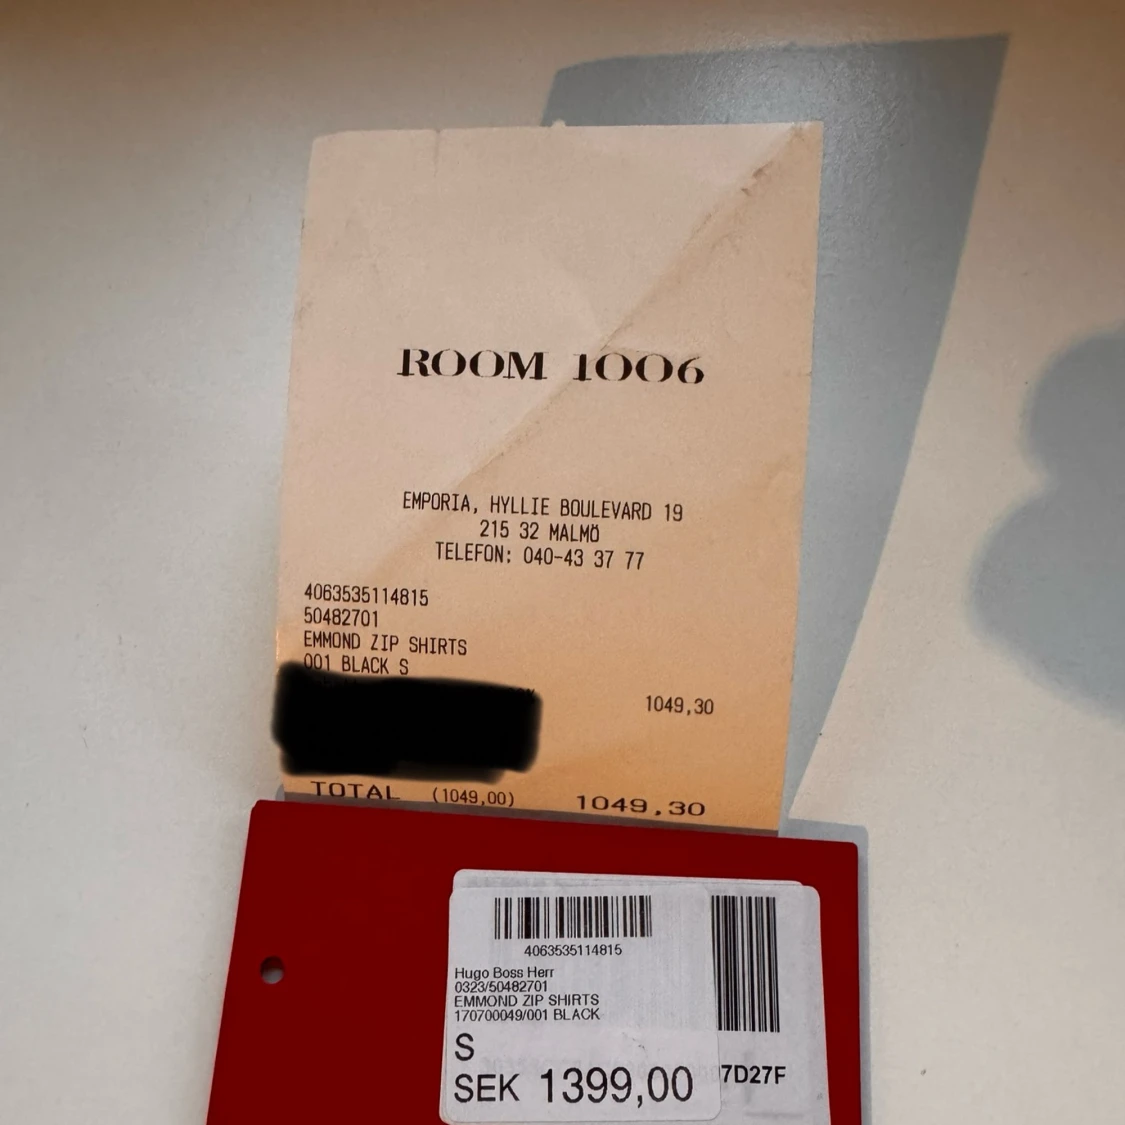 ROOM 1006
EMPORIA, HYLLIE BOULEVARD 19
215 32 MALMÖ
TELEFON: 040-43 37 77
4063535114815
50482701
EMMOND ZIP SHIRTS
001 BLACK S
1049,30
TOTAL (1049,00) 1049,30
4063535114815
Hugo Boss Herr
0323/50482701
EMMOND ZIP SHIRTS
170700049/001 BLACK
S
SEK 1399,00
7D27F